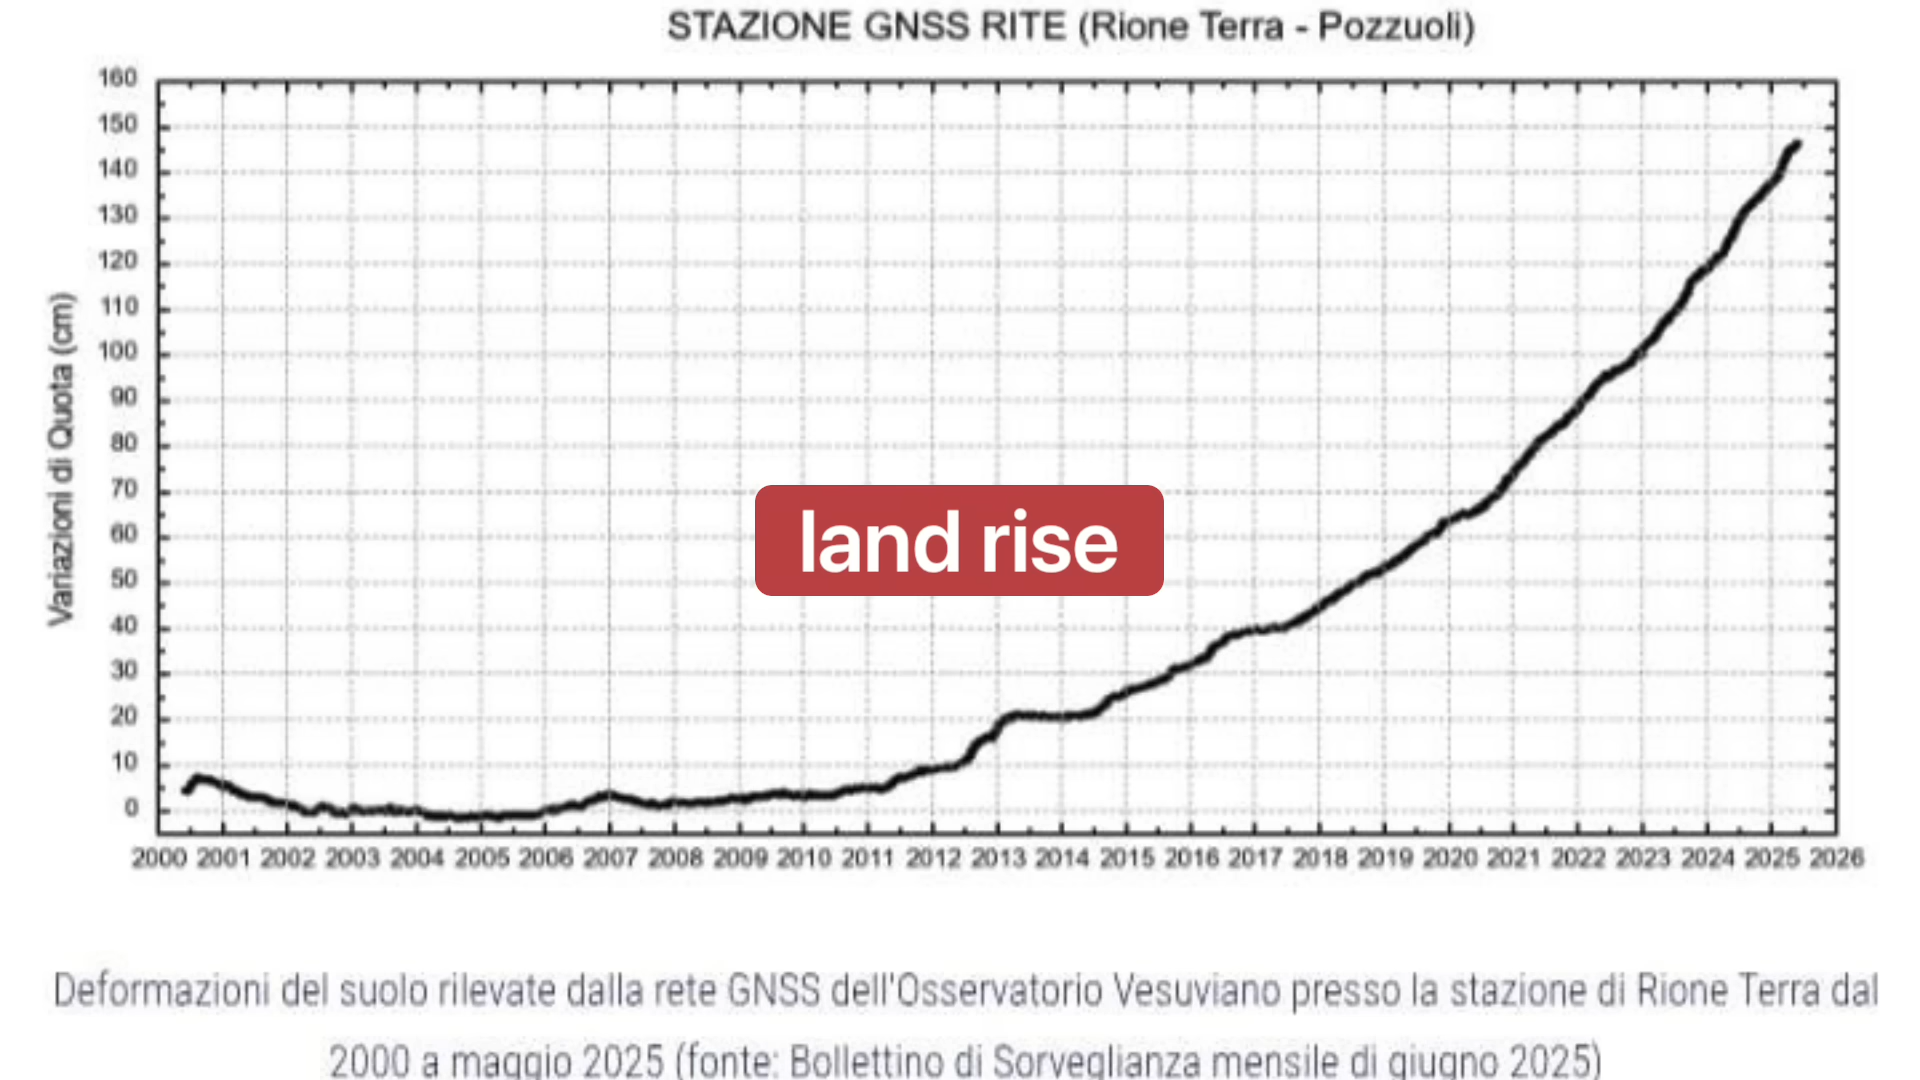 STAZIONE GNSS RITE (Rione Terra - Pozzuoli)
160
150
140
130
120
110
100
90
80
70
60
50
40
30
20
10
0
Variazioni di Quota (cm)
land rise
2000 2001 2002 2003 2004 2005 2006 2007 2008 2009 2010 2011 2012 2013 2014 2015 2016 2017 2018 2019 2020 2021 2022 2023 2024 2025 2026
Deformazioni del suolo rilevate dalla rete GNSS dell'Osservatorio Vesuviano presso la stazione di Rione Terra dal
2000 a maggio 2025 (fonte: Bollettino di Sorveglianza mensile di giugno 2025)